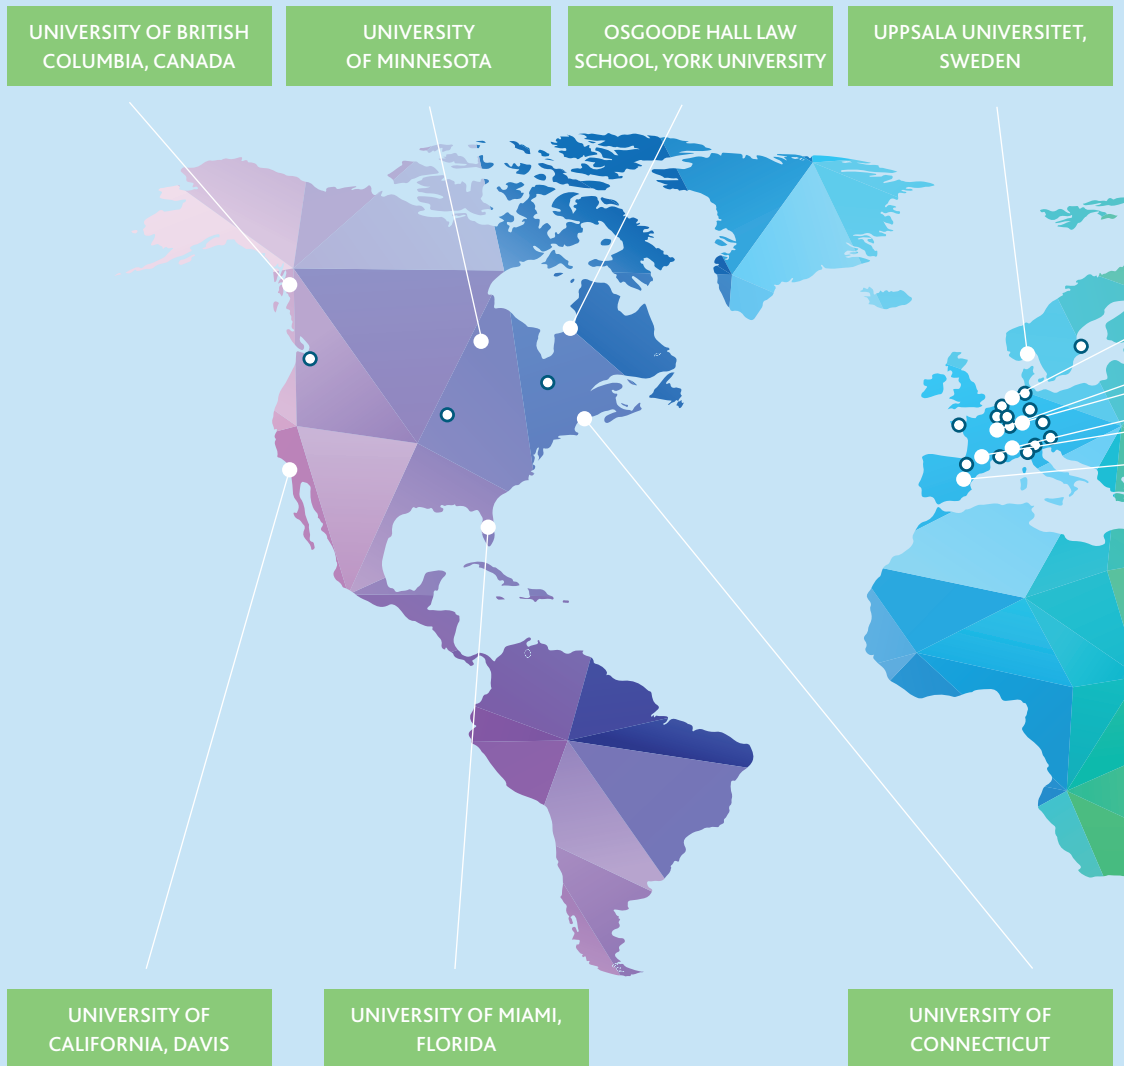 UNIVERSITY OF BRITISH
COLUMBIA, CANADA
UNIVERSITY
OF MINNESOTA
OSGOODE HALL LAW
SCHOOL, YORK UNIVERSITY
UPPSALA UNIVERSITET,
SWEDEN
UNIVERSITY OF
CALIFORNIA, DAVIS
UNIVERSITY OF MIAMI,
FLORIDA
UNIVERSITY OF
CONNECTICUT